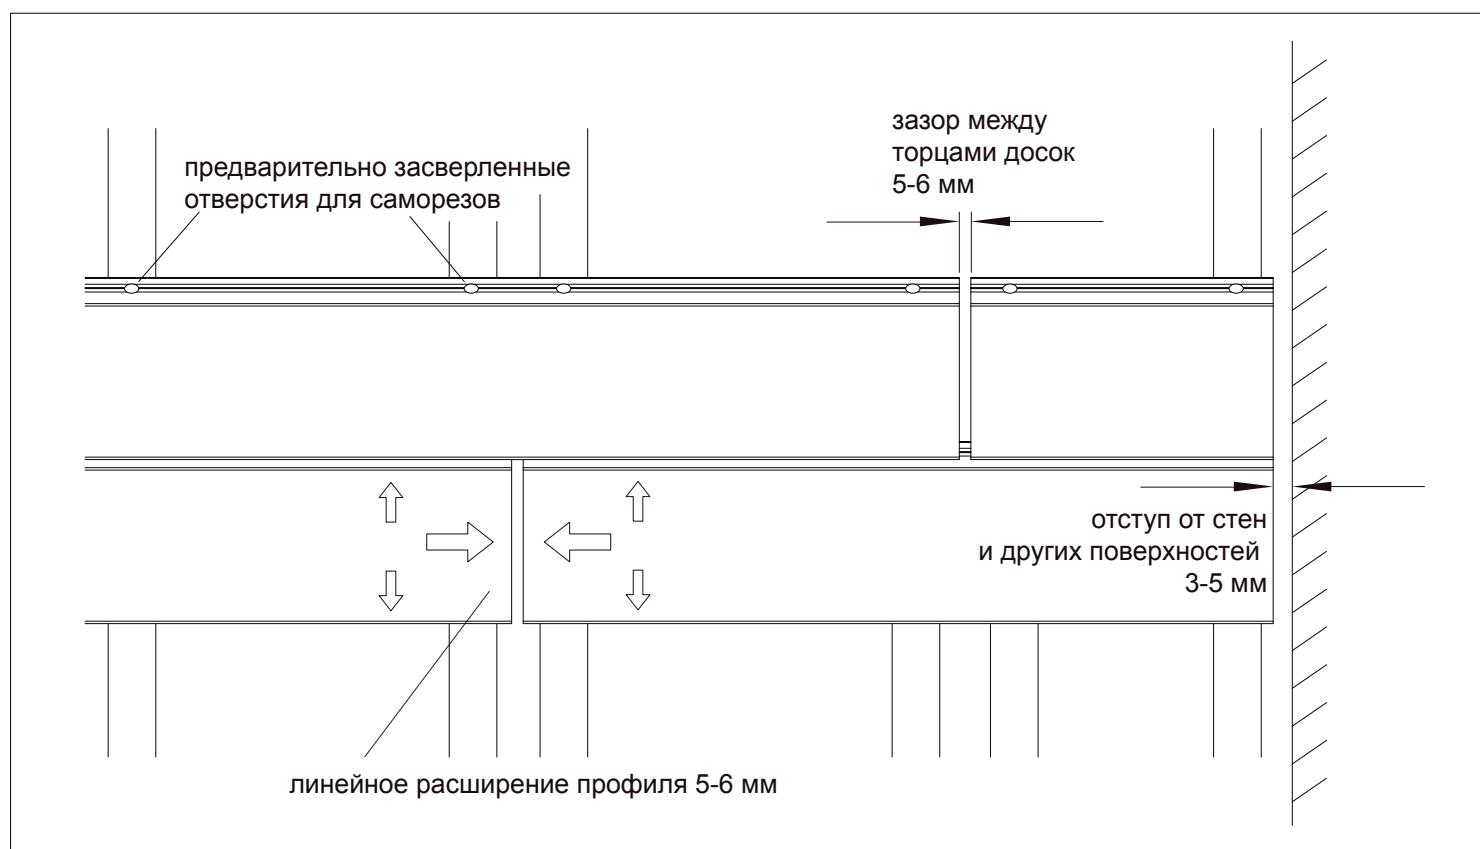 предварительно засверленные
отверстия для саморезов
зазор между
торцами досок
5-6 мм
отступ от стен
и других поверхностей
3-5 мм
линейное расширение профиля 5-6 мм